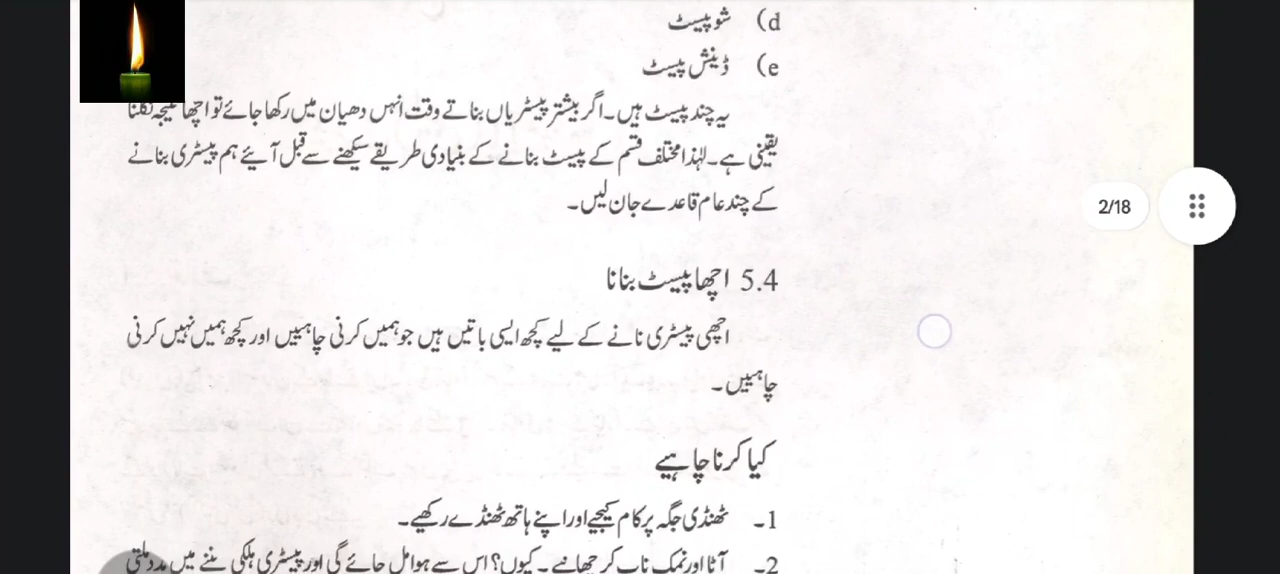 d) شو پیسٹ
e) ڈینش پیسٹ
یہ چند پیسٹ ہیں۔ اگر بیشتر پیسٹریاں بناتے وقت انہیں دھیان میں رکھا جائے تو اچھا نتیجہ نکلنا
یقینی ہے۔ لہٰذا مختلف قسم کے پیسٹ بنانے کے بنیادی طریقے سیکھنے سے قبل آیئے ہم پیسٹری بنانے
کے چند عام قاعدے جان لیں۔
5.4 اچھا پیسٹ بنانا
اچھی پیسٹری نانے کے لیے کچھ ایسی باتیں ہیں جو ہمیں کرنی چاہییں اور کچھ ہمیں نہیں کرنی
چاہییں۔
2/18
کیا کرنا چاہیے
1۔ ٹھنڈی جگہ پر کام کیجیے اور اپنے ہاتھ ٹھنڈے رکھیے۔
2۔ آٹا اور نمک ناپ کر چھانیے۔ کیوں؟ اس سے ہوا مل جائے گی اور پیسٹری ہلکی بننے میں مدد ملتی